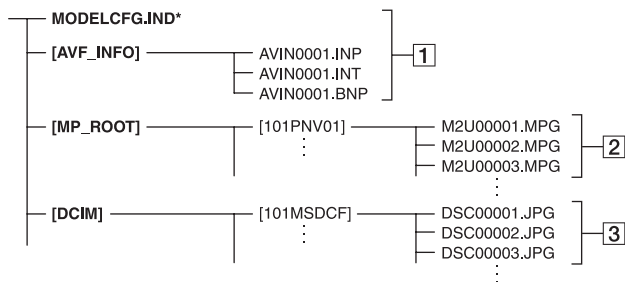 MODELCFG.IND*
[AVF_INFO] AVIN0001.INP 1
AVIN0001.INT
AVIN0001.BNP
[MP_ROOT] [101PNV01] M2U00001.MPG
M2U00002.MPG 2
M2U00003.MPG
[DCIM] [101MSDCF] DSC00001.JPG
DSC00002.JPG 3
DSC00003.JPG